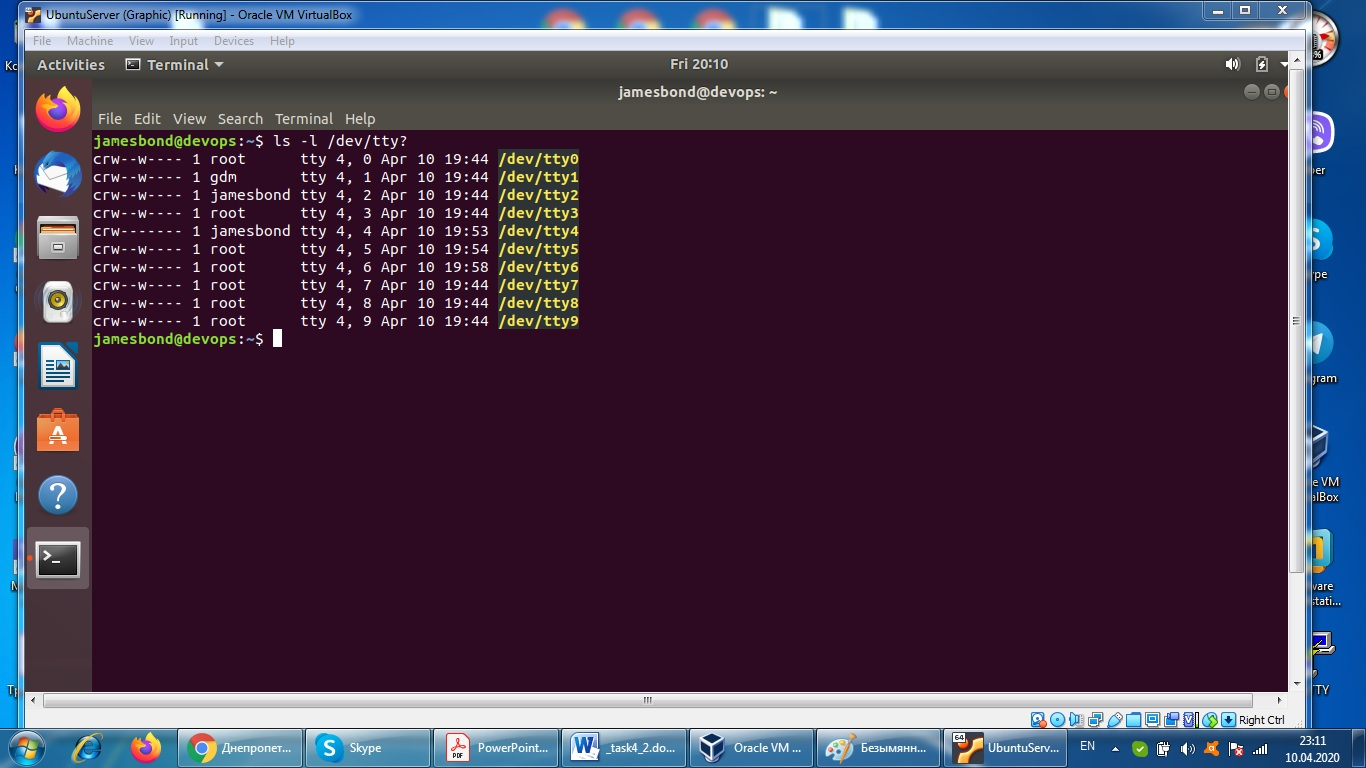 UbuntuServer (Graphic) [Running] - Oracle VM VirtualBox
File Machine View Input Devices Help
Activities Terminal Fri 20:10
jamesbond@devops: ~
File Edit View Search Terminal Help
jamesbond@devops:~$ ls -l /dev/tty?
crw--w---- 1 root tty 4, 0 Apr 10 19:44 /dev/tty0
crw--w---- 1 gdm tty 4, 1 Apr 10 19:44 /dev/tty1
crw--w---- 1 jamesbond tty 4, 2 Apr 10 19:44 /dev/tty2
crw--w---- 1 root tty 4, 3 Apr 10 19:44 /dev/tty3
crw------- 1 jamesbond tty 4, 4 Apr 10 19:53 /dev/tty4
crw--w---- 1 root tty 4, 5 Apr 10 19:54 /dev/tty5
crw--w---- 1 root tty 4, 6 Apr 10 19:58 /dev/tty6
crw--w---- 1 root tty 4, 7 Apr 10 19:44 /dev/tty7
crw--w---- 1 root tty 4, 8 Apr 10 19:44 /dev/tty8
crw--w---- 1 root tty 4, 9 Apr 10 19:44 /dev/tty9
jamesbond@devops:~$
Right Ctrl
Днепропет... Skype PowerPoint... _task4_2.do... Oracle VM ... Безымянн... UbuntuServ... EN 23:11
10.04.2020